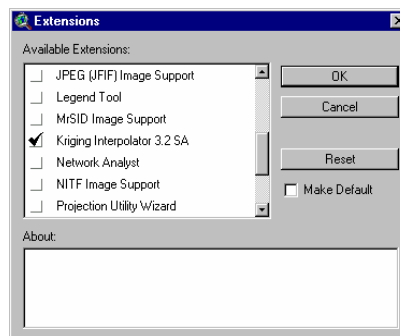 Extensions
Available Extensions:
JPEG (JFIF) Image Support
Legend Tool
MrSID Image Support
Kriging Interpolator 3.2 SA
Network Analyst
NITF Image Support
Projection Utility Wizard
OK
Cancel
Reset
Make Default
About: